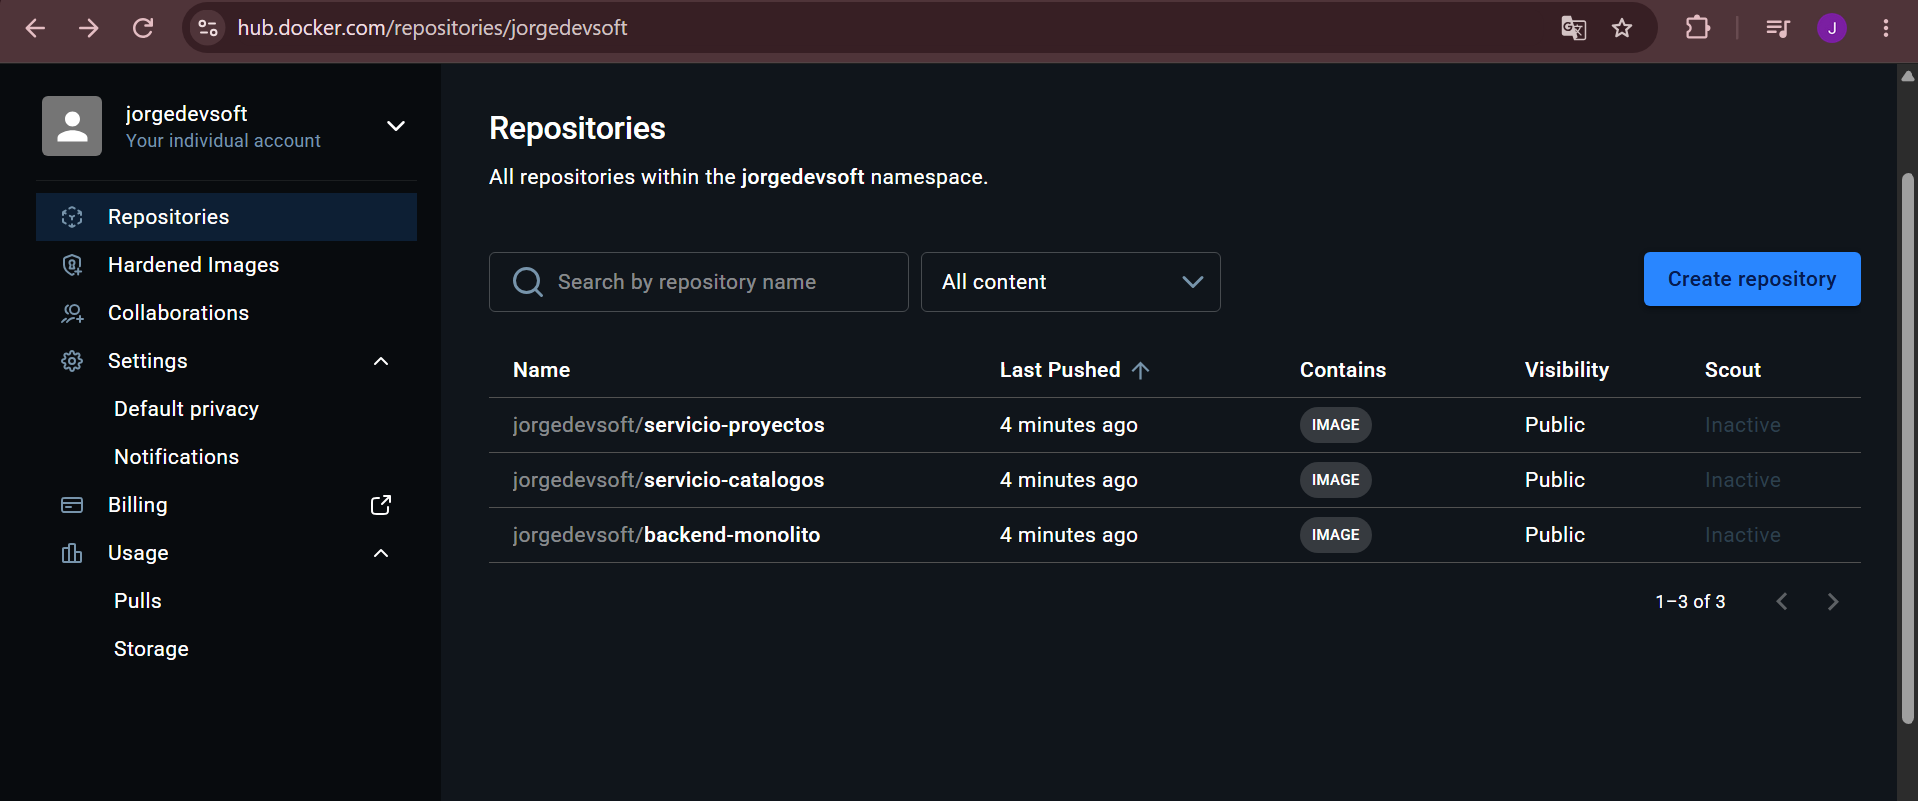 hub.docker.com/repositories/jorgedevsoft
J
jorgedevsoft
Your individual account
Repositories
Hardened Images
Collaborations
Settings
Default privacy
Notifications
Billing
Usage
Pulls
Storage
Repositories
All repositories within the jorgedevsoft namespace.
Search by repository name
All content
Create repository
Name Last Pushed Contains Visibility Scout
jorgedevsoft/servicio-proyectos 4 minutes ago IMAGE Public Inactive
jorgedevsoft/servicio-catalogos 4 minutes ago IMAGE Public Inactive
jorgedevsoft/backend-monolito 4 minutes ago IMAGE Public Inactive
1–3 of 3